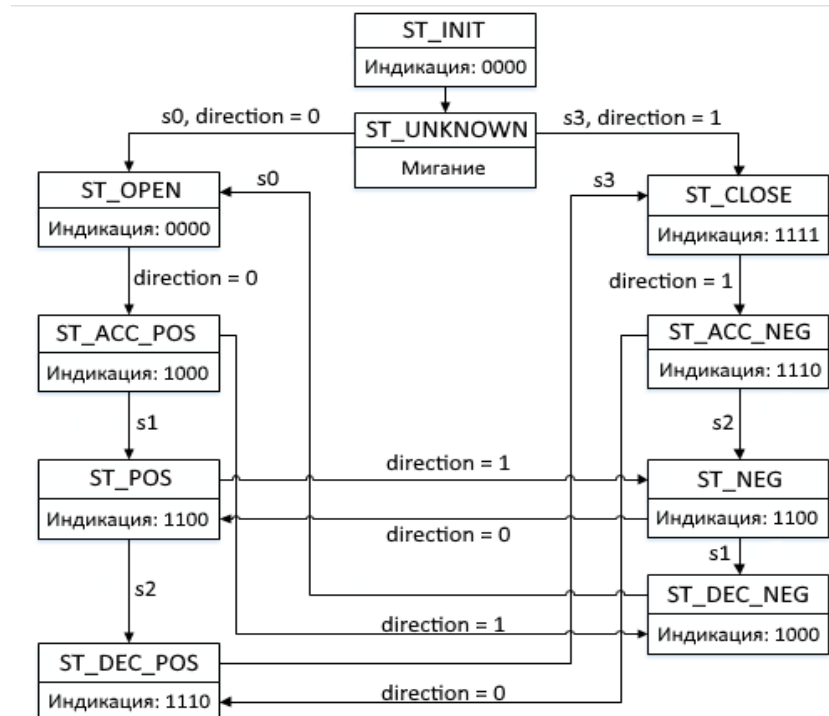 ST_INIT
Индикация: 0000
s0, direction = 0
ST_UNKNOWN
s3, direction = 1
Мигание
ST_OPEN
Индикация: 0000
s0
s3
ST_CLOSE
Индикация: 1111
direction = 0
direction = 1
ST_ACC_POS
Индикация: 1000
ST_ACC_NEG
Индикация: 1110
s1
s2
ST_POS
Индикация: 1100
direction = 1
direction = 0
ST_NEG
Индикация: 1100
s2
s1
ST_DEC_NEG
Индикация: 1000
direction = 1
ST_DEC_POS
Индикация: 1110
direction = 0